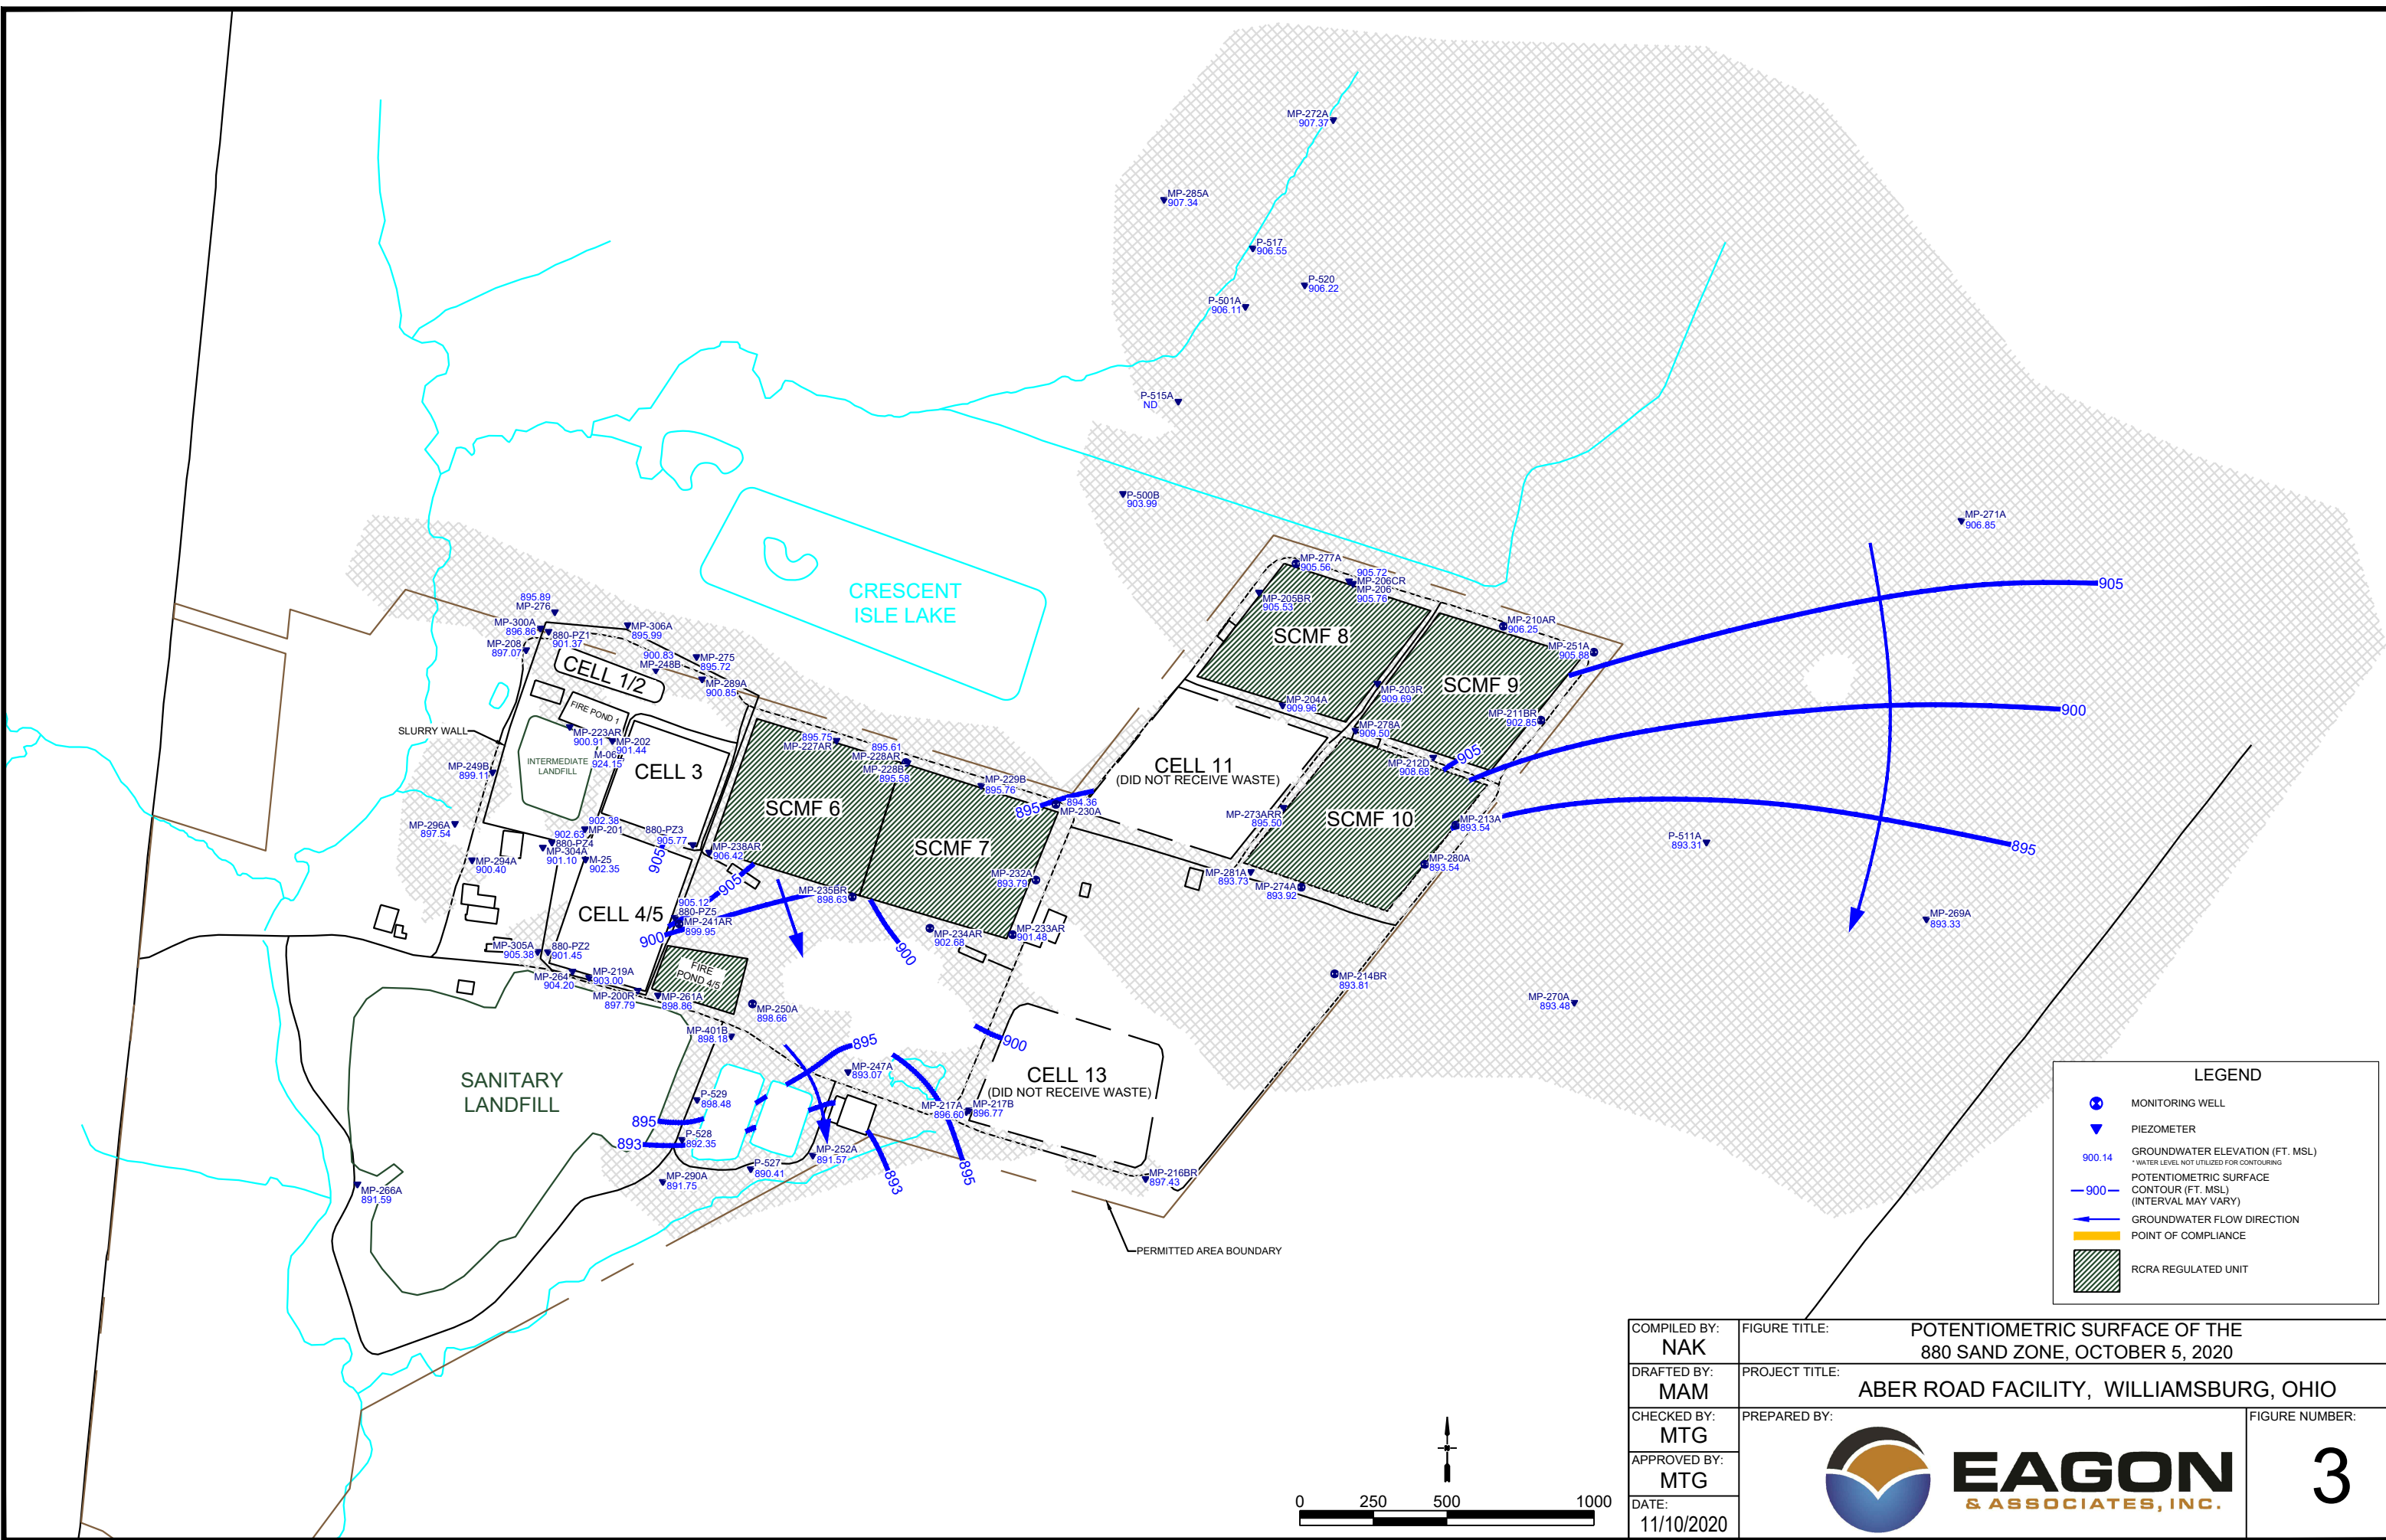 MP-272A
907.37
MP-285A
907.34
P-517
906.55
P-520
906.22
P-501A
906.11
P-515A
ND
P-500B
903.99
MP-271A
906.85
CRESCENT
ISLE LAKE
MP-277A
905.56
905.72
MP-206CR
MP-206
905.76
MP-205BR
905.53
SCMF 8
MP-210AR
906.25
MP-251A
905.88
SCMF 9
MP-203R
909.69
MP-204A
909.96
MP-278A
909.50
MP-211BR
902.85
MP-212D
908.68
905
905
900
895
895.89
MP-276
MP-300A
896.86
880-PZ1
901.37
MP-208
897.07
MP-306A
895.99
900.83
MP-248B
MP-275
895.72
MP-289A
900.85
CELL 1/2
FIRE POND 1
SLURRY WALL
MP-223AR
900.91
MP-202
901.44
M-06
924.15*
INTERMEDIATE
LANDFILL
CELL 3
MP-249B
899.11
MP-296A
897.54
MP-294A
900.40
902.38
MP-201
902.63
880-PZ4
MP-304A
901.10
M-25
902.35
880-PZ3
905.77
905
MP-238AR
906.42
905
SCMF 6
895.75
MP-227AR
895.61
MP-228AR
MP-228B
895.58
MP-229B
895.76
SCMF 7
895
894.36
MP-230A
CELL 11
(DID NOT RECEIVE WASTE)
MP-273ARR
895.50
SCMF 10
MP-213A
893.54
MP-280A
893.54
MP-281A
893.73
MP-274A
893.92
P-511A
893.31
MP-269A
893.33
MP-270A
893.48
MP-214BR
893.81
MP-232A
893.79
MP-235BR
898.63
MP-234AR
902.68
MP-233AR
901.48
900
CELL 4/5
905.12
880-PZ5
MP-241AR
899.95
900
MP-305A
905.38
880-PZ2
901.45
MP-264
904.20
MP-219A
903.00
MP-200R
897.79
MP-261A
898.86
FIRE
POND 4/5
MP-250A
898.66
MP-401B
898.18
895
MP-247A
893.07
900
CELL 13
(DID NOT RECEIVE WASTE)
MP-217A
896.60
MP-217B
896.77
SANITARY
LANDFILL
P-529
898.48
895
893
P-528
892.35
MP-252A
891.57
P-527
890.41
MP-290A
891.75
893
895
MP-216BR
897.43
MP-266A
891.59
PERMITTED AREA BOUNDARY
LEGEND
MONITORING WELL
PIEZOMETER
900.14
GROUNDWATER ELEVATION (FT. MSL)
* WATER LEVEL NOT UTILIZED FOR CONTOURING
900
POTENTIOMETRIC SURFACE
CONTOUR (FT. MSL)
(INTERVAL MAY VARY)
GROUNDWATER FLOW DIRECTION
POINT OF COMPLIANCE
RCRA REGULATED UNIT
0 250 500 1000
COMPILED BY:
NAK
FIGURE TITLE:
POTENTIOMETRIC SURFACE OF THE
880 SAND ZONE, OCTOBER 5, 2020
DRAFTED BY:
MAM
PROJECT TITLE:
ABER ROAD FACILITY, WILLIAMSBURG, OHIO
CHECKED BY:
MTG
PREPARED BY:
EAGON
& ASSOCIATES, INC.
FIGURE NUMBER:
3
APPROVED BY:
MTG
DATE:
11/10/2020